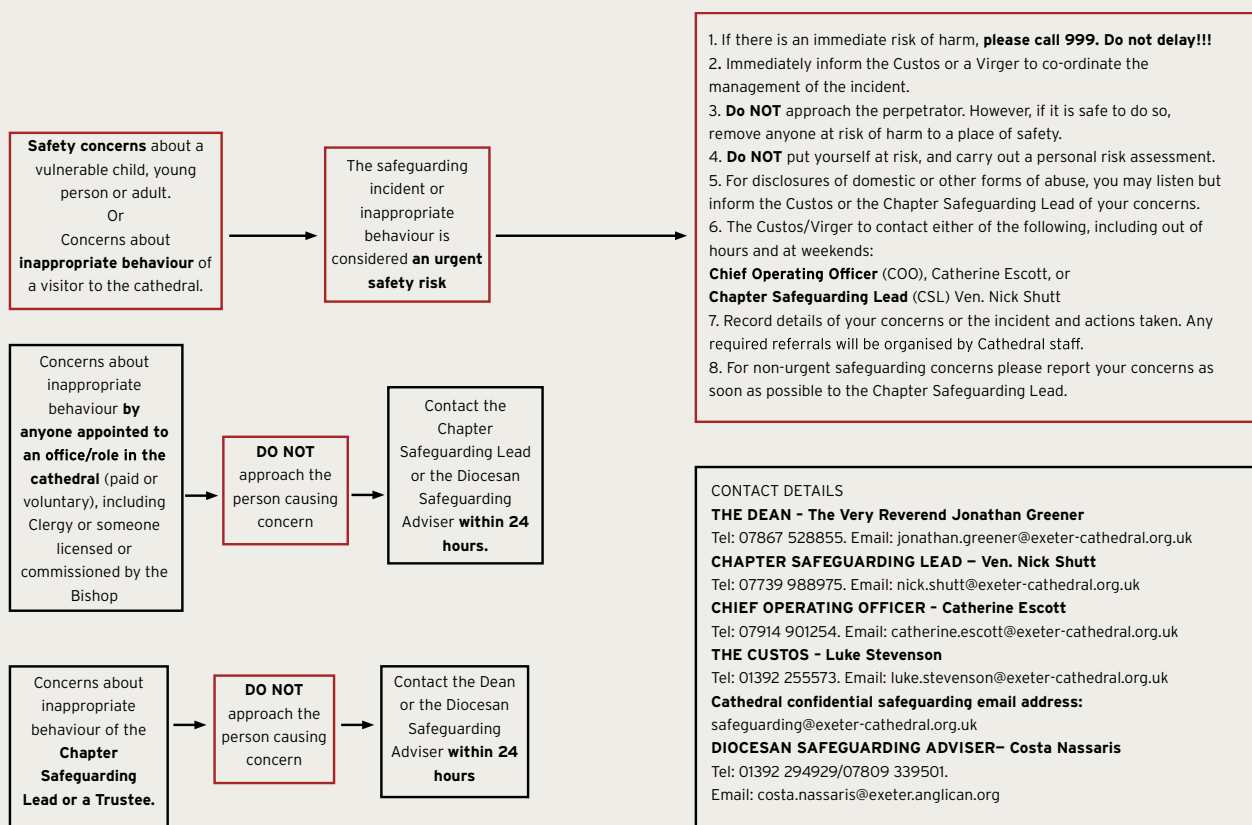 Safety concerns about a
vulnerable child, young
person or adult.
Or
Concerns about
inappropriate behaviour of
a visitor to the cathedral.
The safeguarding
incident or
inappropriate
behaviour is
considered an urgent
safety risk
1. If there is an immediate risk of harm, please call 999. Do not delay!!!
2. Immediately inform the Custos or a Virger to co-ordinate the
management of the incident.
3. Do NOT approach the perpetrator. However, if it is safe to do so,
remove anyone at risk of harm to a place of safety.
4. Do NOT put yourself at risk, and carry out a personal risk assessment.
5. For disclosures of domestic or other forms of abuse, you may listen but
inform the Custos or the Chapter Safeguarding Lead of your concerns.
6. The Custos/Virger to contact either of the following, including out of
hours and at weekends:
Chief Operating Officer (COO), Catherine Escott, or
Chapter Safeguarding Lead (CSL) Ven. Nick Shutt
7. Record details of your concerns or the incident and actions taken. Any
required referrals will be organised by Cathedral staff.
8. For non-urgent safeguarding concerns please report your concerns as
soon as possible to the Chapter Safeguarding Lead.
Concerns about
inappropriate
behaviour by
anyone appointed to
an office/role in the
cathedral (paid or
voluntary), including
Clergy or someone
licensed or
commissioned by the
Bishop
DO NOT
approach the
person causing
concern
Contact the
Chapter
Safeguarding Lead
or the Diocesan
Safeguarding
Adviser within 24
hours.
Concerns about
inappropriate
behaviour of the
Chapter
Safeguarding
Lead or a Trustee.
DO NOT
approach the
person causing
concern
Contact the Dean
or the Diocesan
Safeguarding
Adviser within 24
hours
CONTACT DETAILS
THE DEAN - The Very Reverend Jonathan Greener
Tel: 07867 528855. Email: jonathan.greener@exeter-cathedral.org.uk
CHAPTER SAFEGUARDING LEAD – Ven. Nick Shutt
Tel: 07739 988975. Email: nick.shutt@exeter-cathedral.org.uk
CHIEF OPERATING OFFICER - Catherine Escott
Tel: 07914 901254. Email: catherine.escott@exeter-cathedral.org.uk
THE CUSTOS - Luke Stevenson
Tel: 01392 255573. Email: luke.stevenson@exeter-cathedral.org.uk
Cathedral confidential safeguarding email address:
safeguarding@exeter-cathedral.org.uk
DIOCESAN SAFEGUARDING ADVISER– Costa Nassaris
Tel: 01392 294929/07809 339501.
Email: costa.nassaris@exeter.anglican.org